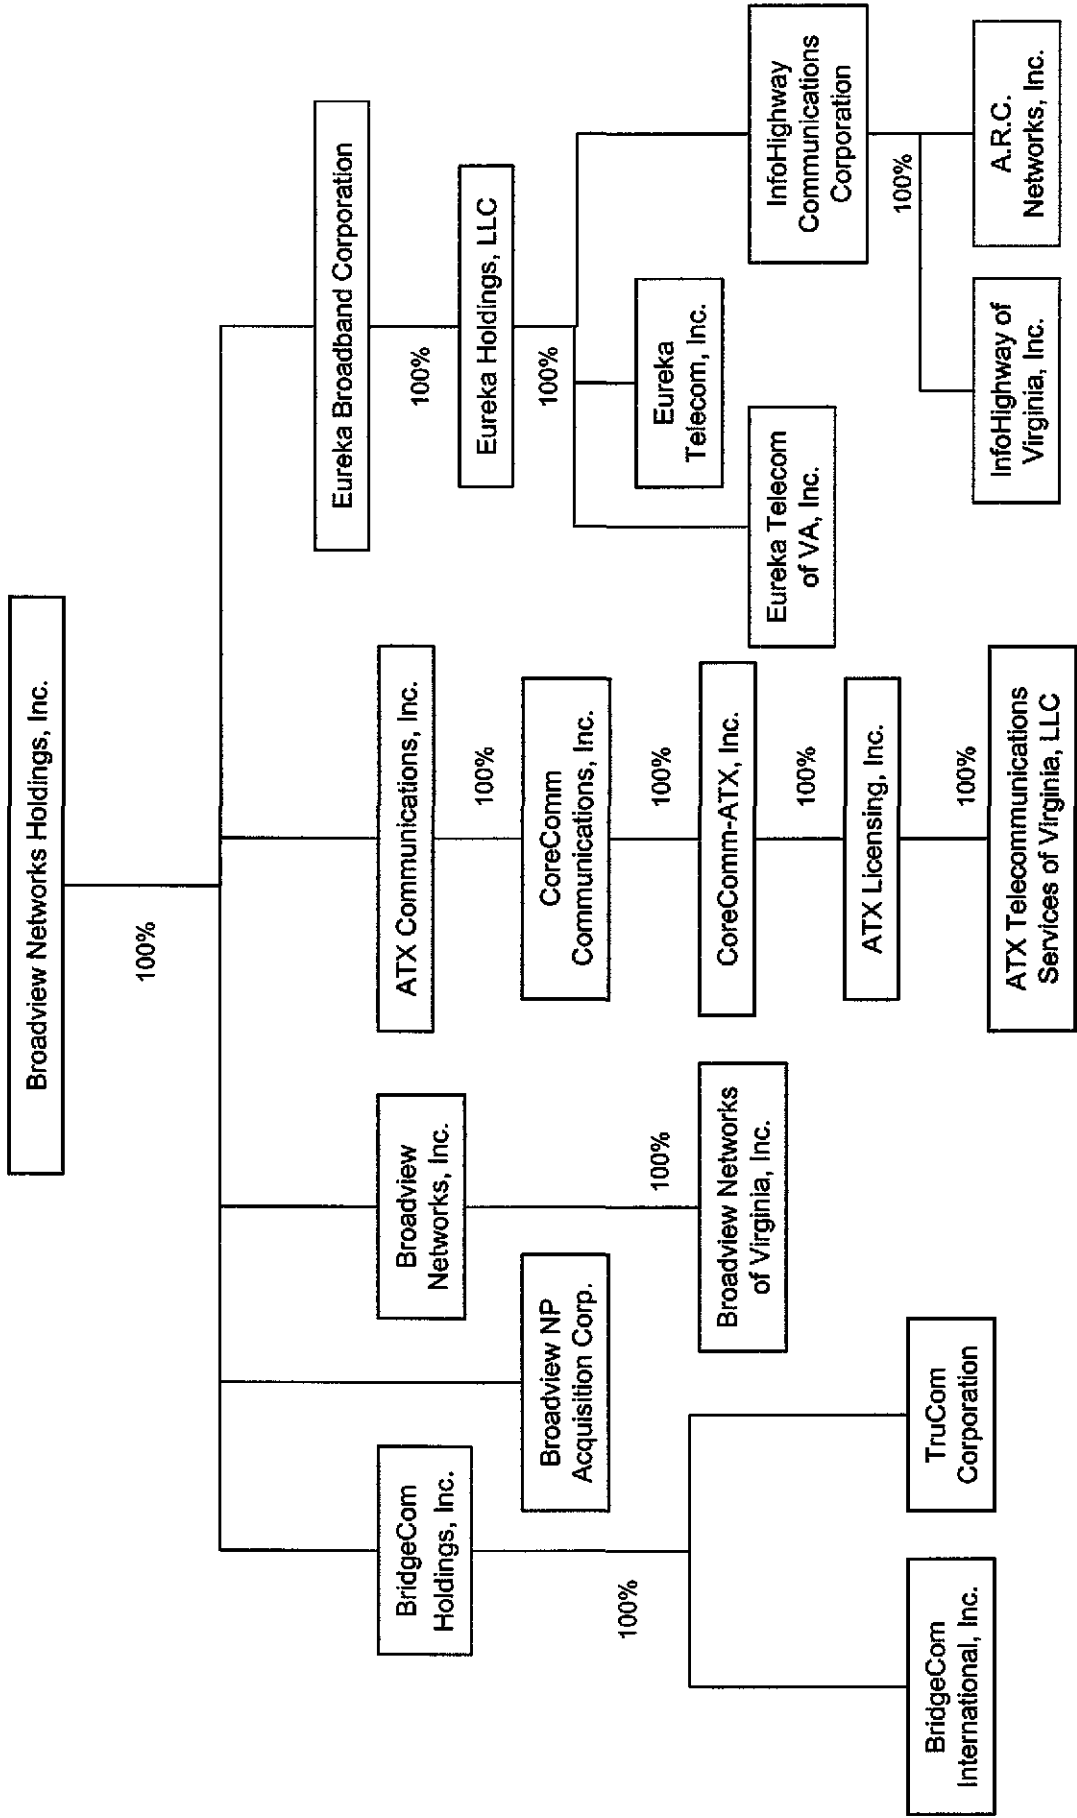 Broadview Networks Holdings, Inc.
100%
BridgeCom
Holdings, Inc.
100%
BridgeCom
International, Inc.
TruCom
Corporation
Broadview NP
Acquisition Corp.
Broadview
Networks, Inc.
100%
Broadview Networks
of Virginia, Inc.
ATX Communications, Inc.
100%
CoreComm
Communications, Inc.
100%
CoreComm-ATX, Inc.
100%
ATX Licensing, Inc.
100%
ATX Telecommunications
Services of Virginia, LLC
Eureka Broadband Corporation
100%
Eureka Holdings, LLC
100%
Eureka Telecom
of VA, Inc.
Eureka
Telecom, Inc.
InfoHighway
Communications
Corporation
100%
InfoHighway of
Virginia, Inc.
A.R.C.
Networks, Inc.